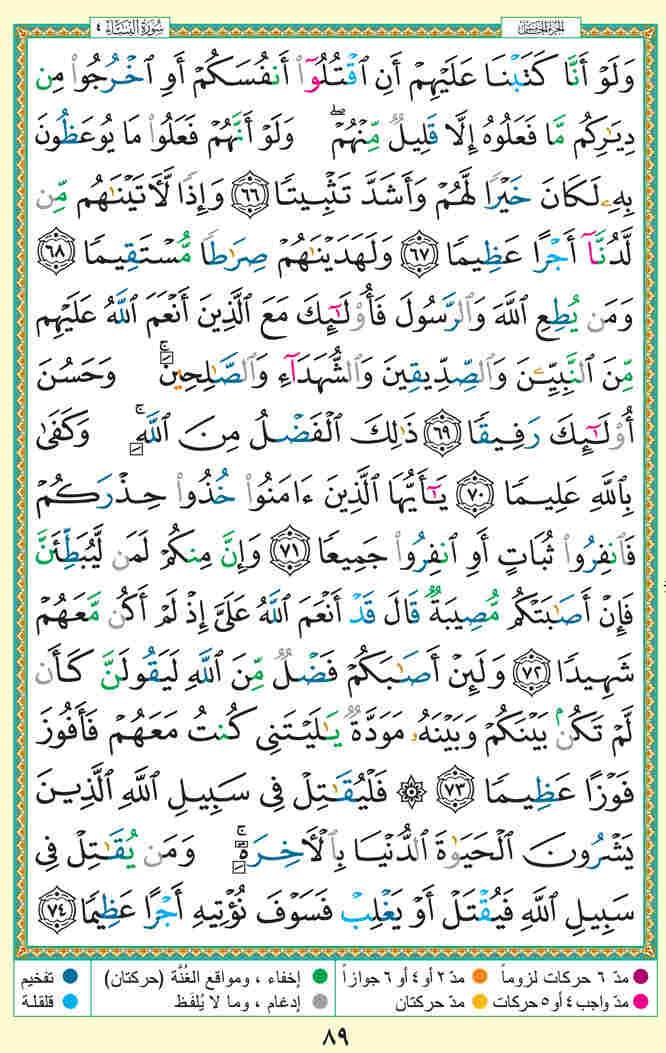 الجزء الخامس
سورة النساء ٤
وَلَوۡ أَنَّا كَتَبۡنَا عَلَيۡهِمۡ أَنِ ٱقۡتُلُوٓاْ أَنفُسَكُمۡ أَوِ ٱخۡرُجُواْ مِن
دِيَٰرِكُم مَّا فَعَلُوهُ إِلَّا قَلِيلٞ مِّنۡهُمۡۖ وَلَوۡ أَنَّهُمۡ فَعَلُواْ مَا يُوعَظُونَ
بِهِۦ لَكَانَ خَيۡرٗا لَّهُمۡ وَأَشَدَّ تَثۡبِيتٗا ٦٦ وَإِذٗا لَّأٓتَيۡنَٰهُم مِّن
لَّدُنَّآ أَجۡرًا عَظِيمٗا ٦٧ وَلَهَدَيۡنَٰهُمۡ صِرَٰطٗا مُّسۡتَقِيمٗا ٦٨
وَمَن يُطِعِ ٱللَّهَ وَٱلرَّسُولَ فَأُوْلَٰٓئِكَ مَعَ ٱلَّذِينَ أَنۡعَمَ ٱللَّهُ عَلَيۡهِم
مِّنَ ٱلنَّبِيِّـۧنَ وَٱلصِّدِّيقِينَ وَٱلشُّهَدَآءِ وَٱلصَّٰلِحِينَۚ وَحَسُنَ
أُوْلَٰٓئِكَ رَفِيقٗا ٦٩ ذَٰلِكَ ٱلۡفَضۡلُ مِنَ ٱللَّهِۚ وَكَفَىٰ
بِٱللَّهِ عَلِيمٗا ٧٠ يَٰٓأَيُّهَا ٱلَّذِينَ ءَامَنُواْ خُذُواْ حِذۡرَكُمۡ
فَٱنفِرُواْ ثُبَاتٍ أَوِ ٱنفِرُواْ جَمِيعٗا ٧١ وَإِنَّ مِنكُمۡ لَمَن لَّيُبَطِّئَنَّ
فَإِنۡ أَصَٰبَتۡكُم مُّصِيبَةٞ قَالَ قَدۡ أَنۡعَمَ ٱللَّهُ عَلَيَّ إِذۡ لَمۡ أَكُن مَّعَهُمۡ
شَهِيدٗا ٧٢ وَلَئِنۡ أَصَٰبَكُمۡ فَضۡلٞ مِّنَ ٱللَّهِ لَيَقُولَنَّ كَأَن
لَّمۡ تَكُنۢ بَيۡنَكُمۡ وَبَيۡنَهُۥ مَوَدَّةٞ يَٰلَيۡتَنِي كُنتُ مَعَهُمۡ فَأَفُوزَ
فَوۡزًا عَظِيمٗا ٧٣ ۞ فَلۡيُقَٰتِلۡ فِي سَبِيلِ ٱللَّهِ ٱلَّذِينَ
يَشۡرُونَ ٱلۡحَيَوٰةَ ٱلدُّنۡيَا بِٱلۡأٓخِرَةِۚ وَمَن يُقَٰتِلۡ فِي
سَبِيلِ ٱللَّهِ فَيُقۡتَلۡ أَوۡ يَغۡلِبۡ فَسَوۡفَ نُؤۡتِيهِ أَجۡرًا عَظِيمٗا ٧٤
مدّ ٦ حركات لزوماً مدّ ٢ أو ٤ أو ٦ جوازاً إخفاء ، ومواقع الغُنَّة (حركتان) تفخيم
مدّ واجب ٤ أو ٥ حركات مدّ حركتان إدغام ، وما لا يُلفَظ قلقلة
٨٩